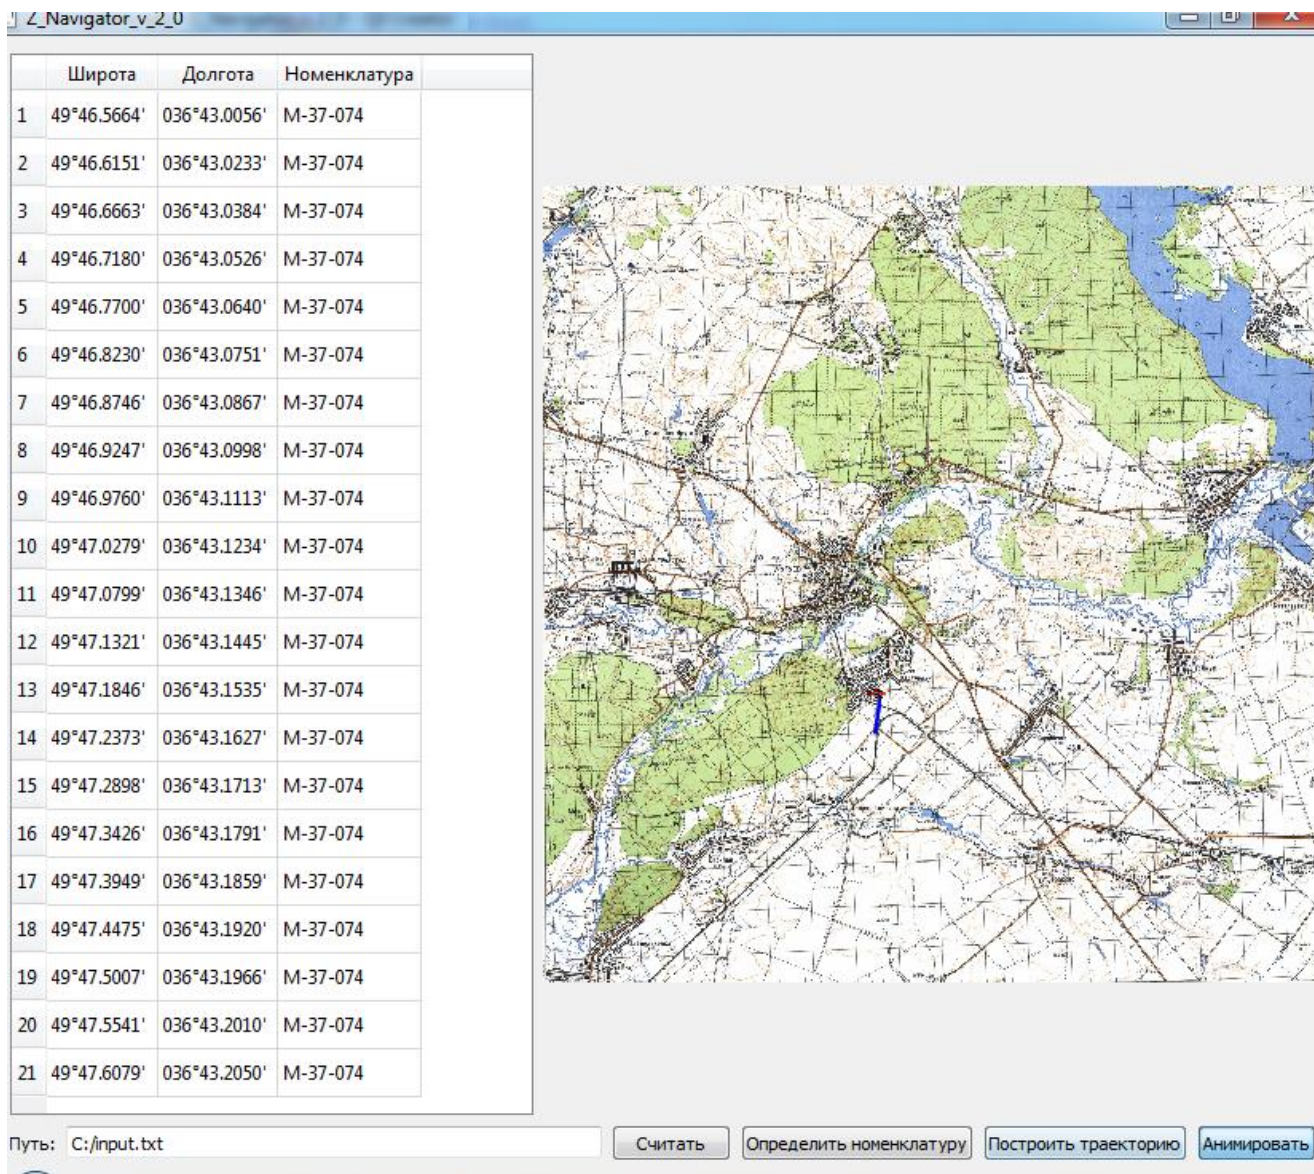 Z_Navigator_v_2_0
Широта Долгота Номенклатура
1 49°46.5664' 036°43.0056' M-37-074
2 49°46.6151' 036°43.0233' M-37-074
3 49°46.6663' 036°43.0384' M-37-074
4 49°46.7180' 036°43.0526' M-37-074
5 49°46.7700' 036°43.0640' M-37-074
6 49°46.8230' 036°43.0751' M-37-074
7 49°46.8746' 036°43.0867' M-37-074
8 49°46.9247' 036°43.0998' M-37-074
9 49°46.9760' 036°43.1113' M-37-074
10 49°47.0279' 036°43.1234' M-37-074
11 49°47.0799' 036°43.1346' M-37-074
12 49°47.1321' 036°43.1445' M-37-074
13 49°47.1846' 036°43.1535' M-37-074
14 49°47.2373' 036°43.1627' M-37-074
15 49°47.2898' 036°43.1713' M-37-074
16 49°47.3426' 036°43.1791' M-37-074
17 49°47.3949' 036°43.1859' M-37-074
18 49°47.4475' 036°43.1920' M-37-074
19 49°47.5007' 036°43.1966' M-37-074
20 49°47.5541' 036°43.2010' M-37-074
21 49°47.6079' 036°43.2050' M-37-074
Путь: C:/input.txt Считать Определить номенклатуру Построить траекторию Анимировать